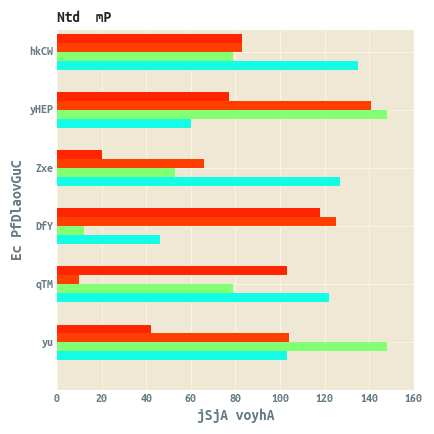 Ntd  mP
hkCW
yHEP
Zxe
DfY
qTM
yu
Ec PfDlaovGuC
0 20 40 60 80 100 120 140 160
jSjA voyhA